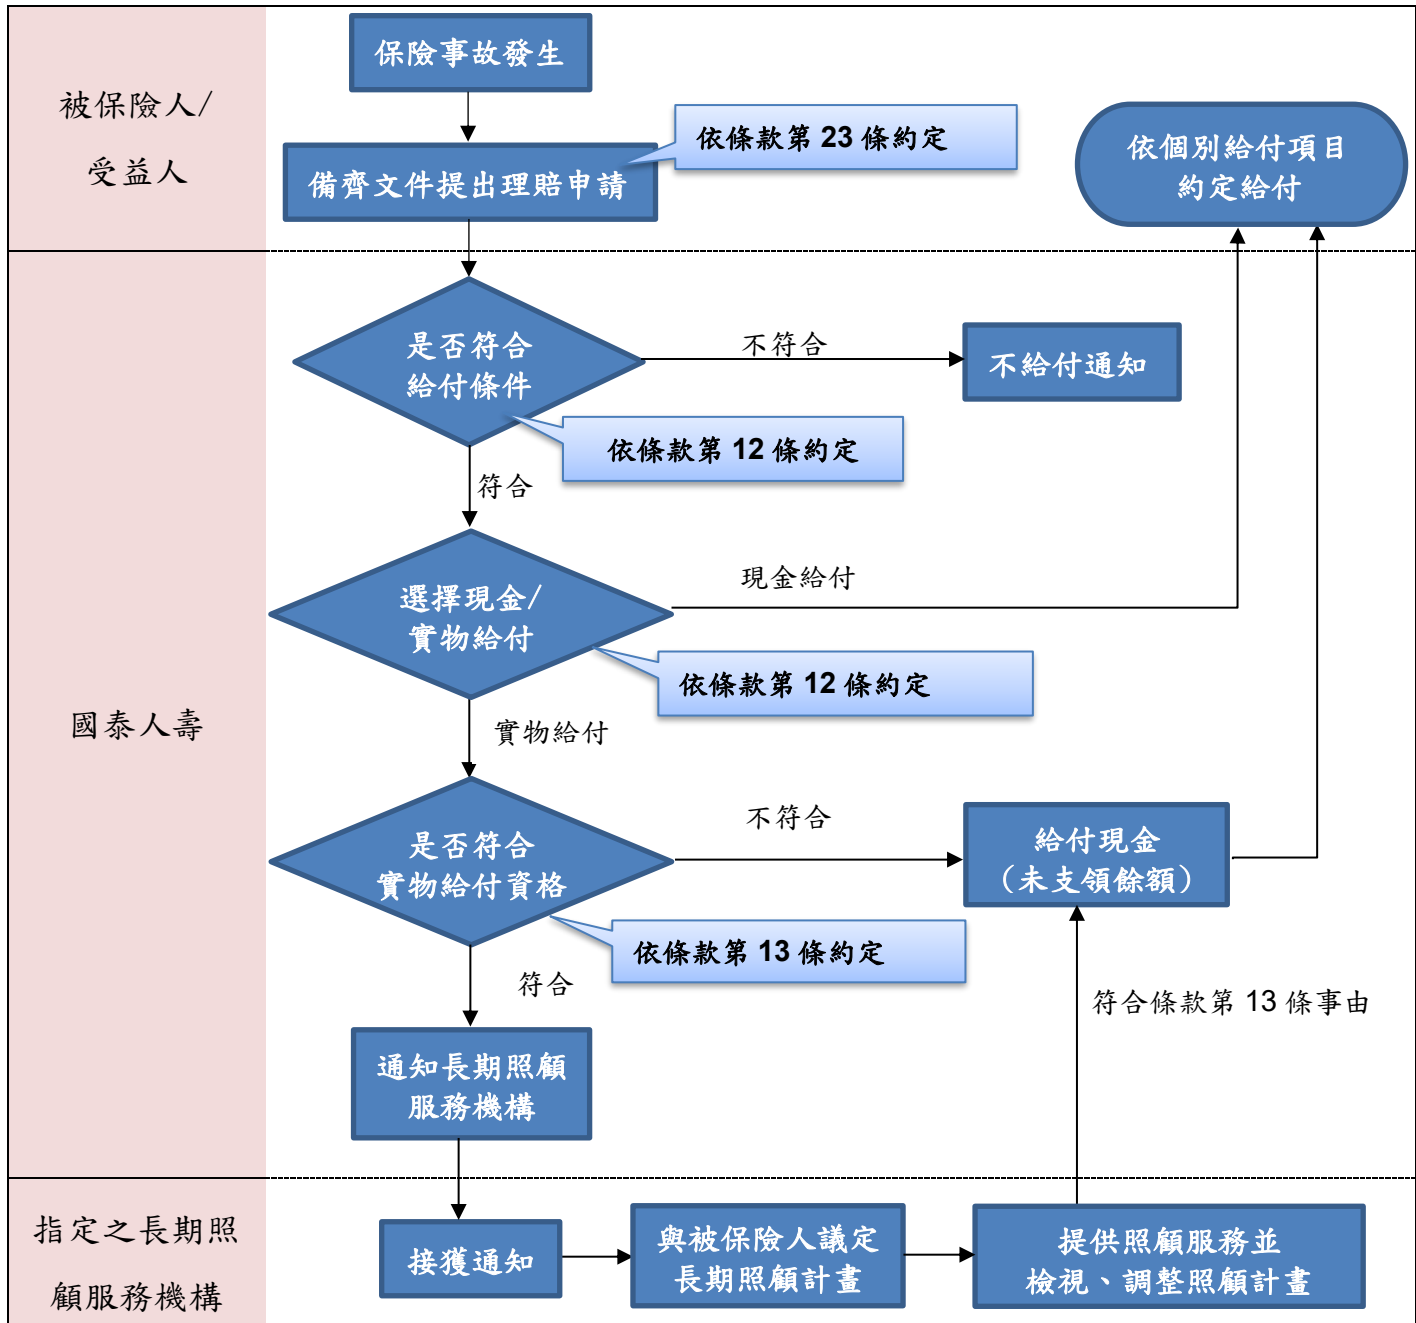 被保險人/
受益人
保險事故發生
依條款第 23 條約定
備齊文件提出理賠申請
依個別給付項目
約定給付
國泰人壽
是否符合
給付條件
不符合
不給付通知
依條款第 12 條約定
符合
選擇現金/
實物給付
現金給付
依條款第 12 條約定
實物給付
是否符合
實物給付資格
不符合
給付現金
（未支領餘額）
依條款第 13 條約定
符合
符合條款第 13 條事由
通知長期照顧
服務機構
指定之長期照
顧服務機構
接獲通知
與被保險人議定
長期照顧計畫
提供照顧服務並
檢視、調整照顧計畫